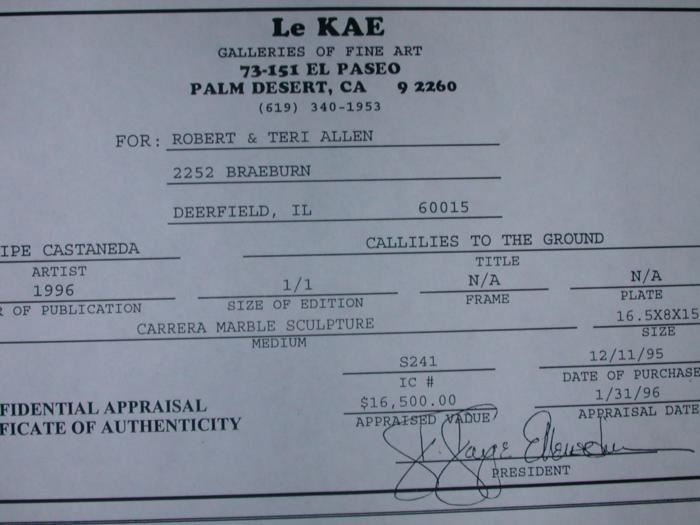 Le KAE
GALLERIES OF FINE ART
73-151 EL PASEO
PALM DESERT, CA 9 2260
(619) 340-1953
FOR: ROBERT & TERI ALLEN
2252 BRAEBURN
DEERFIELD, IL 60015
IPE CASTANEDA CALLILIES TO THE GROUND
ARTIST TITLE
1996 1/1 N/A N/A
R OF PUBLICATION SIZE OF EDITION FRAME PLATE
CARRERA MARBLE SCULPTURE 16.5X8X15
MEDIUM SIZE
S241 12/11/95
IC # DATE OF PURCHASE
FIDENTIAL APPRAISAL $16,500.00 1/31/96
FICATE OF AUTHENTICITY APPRAISED VADUE APPRAISAL DATE
PRESIDENT